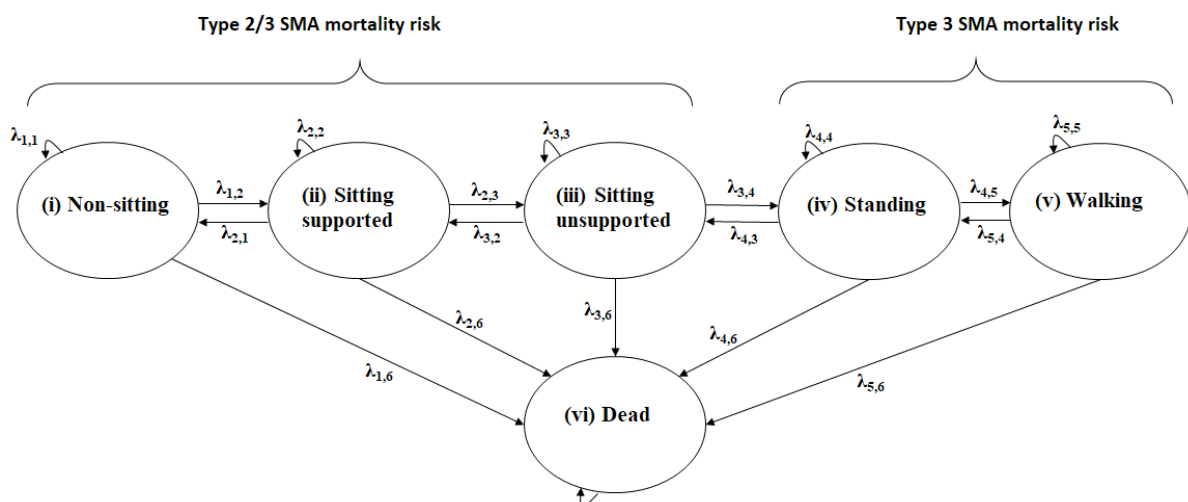 Type 2/3 SMA mortality risk
Type 3 SMA mortality risk
λ1,1
λ2,2
λ3,3
λ4,4
λ5,5
(i) Non-sitting
λ1,2
λ2,1
(ii) Sitting
supported
λ2,3
λ3,2
(iii) Sitting
unsupported
λ3,4
λ4,3
(iv) Standing
λ4,5
λ5,4
(v) Walking
λ1,6
λ2,6
λ3,6
λ4,6
λ5,6
(vi) Dead